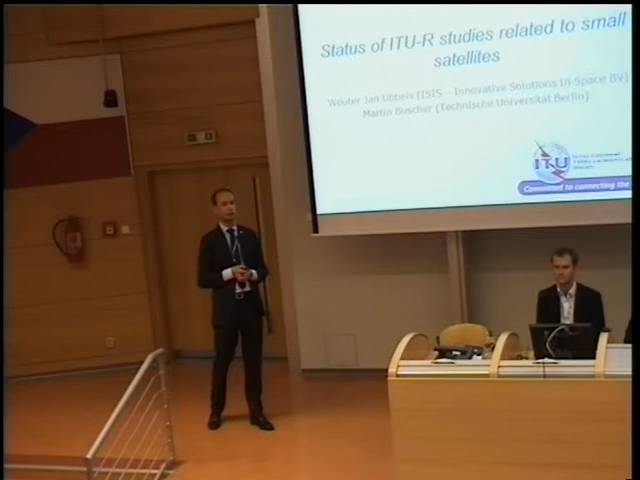 Status of ITU-R studies related to small
satellites
Wouter Jan Ubbels (ISIS - Innovative Solutions In Space BV)
Martin Buscher (Technische Universität Berlin)
ITU
Committed to connecting the